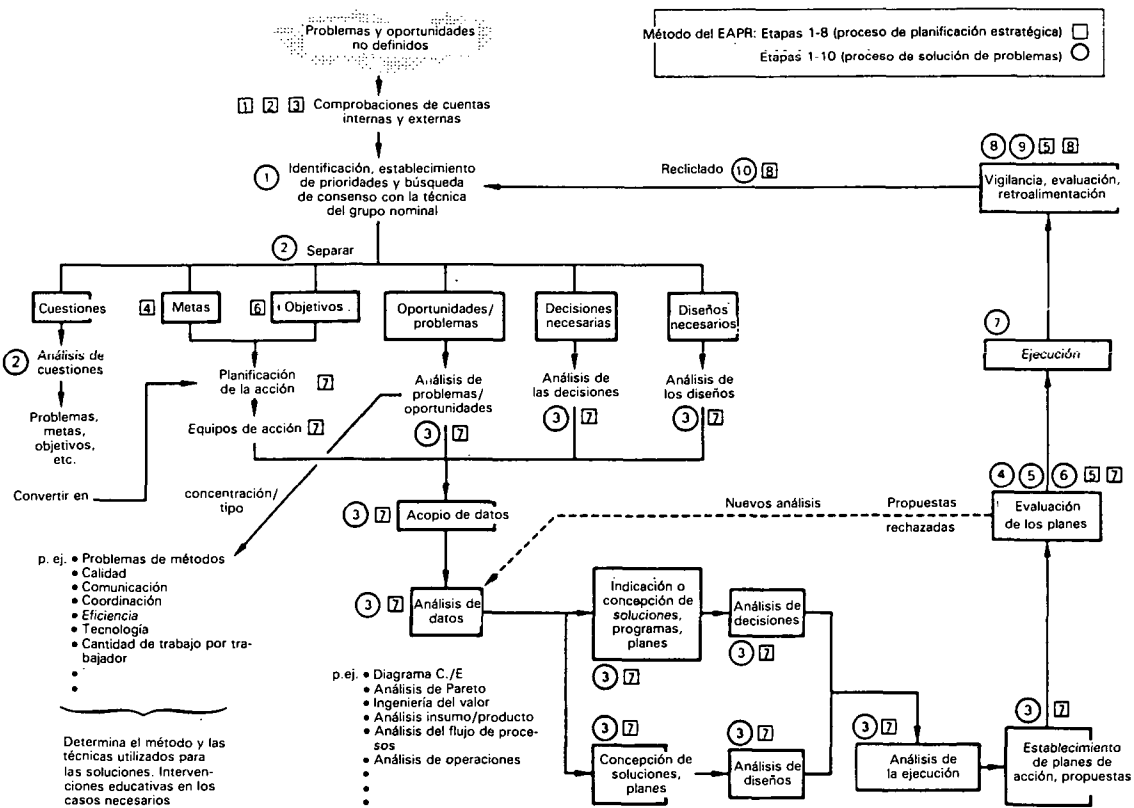 Problemas y oportunidades
no definidos
Método del EAPR: Etapas 1-8 (proceso de planificación estratégica)
Etapas 1-10 (proceso de solución de problemas)
1 2 3 Comprobaciones de cuentas
internas y externas
1 Identificación, establecimiento
de prioridades y búsqueda
de consenso con la técnica
del grupo nominal
Reciclado 10 8
8 9 5 8
Vigilancia, evaluación,
retroalimentación
2 Separar
Cuestiones
4 Metas
6 Objetivos
Oportunidades/
problemas
Decisiones
necesarias
Diseños
necesarios
7
Ejecución
2 Análisis de
cuestiones
Problemas,
metas,
objetivos,
etc.
Convertir en
Planificación
de la acción 7
Equipos de acción 7
Análisis de
problemas/
oportunidades
3 7
Análisis de
las decisiones
3 7
Análisis de
los diseños
3 7
concentración/
tipo
3 7 Acopio de datos
Nuevos análisis
Propuestas
rechazadas
4 5 6 5 7
Evaluación
de los planes
p. ej. • Problemas de métodos
• Calidad
• Comunicación
• Coordinación
• Eficiencia
• Tecnología
• Cantidad de trabajo por tra-
bajador
•
•
Determina el método y las
técnicas utilizados para
las soluciones. Interven-
ciones educativas en los
casos necesarios
3 7 Análisis de
datos
p.ej. • Diagrama C./E
• Análisis de Pareto
• Ingeniería del valor
• Análisis insumo/producto
• Análisis del flujo de proce-
sos
• Análisis de operaciones
•
•
•
Indicación o
concepción de
soluciones,
programas,
planes
3 7
Análisis de
decisiones
3 7
3 7
Concepción de
soluciones,
planes
3 7
Análisis de
diseños
3 7
Análisis de
la ejecución
3 7
Establecimiento
de planes de
acción, propuestas